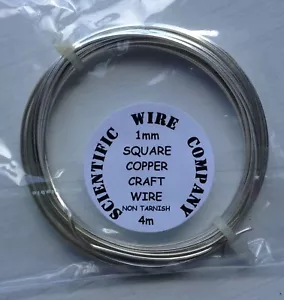 SCIENTIFIC WIRE COMPANY
1mm
SQUARE
COPPER
CRAFT
WIRE
NON TARNISH
4m